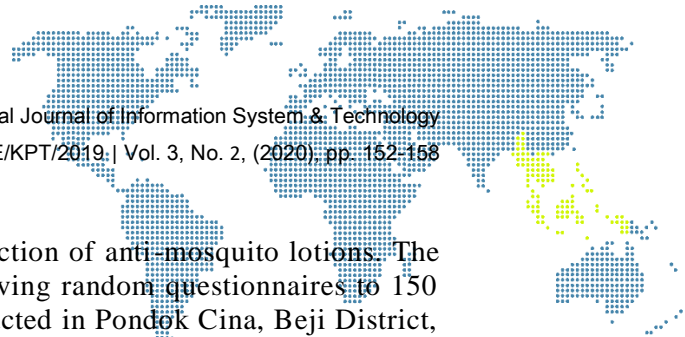 al Journal of Information System & Technology
E/KPT/2019 | Vol. 3, No. 2, (2020), pp. 152-158
ction of anti-mosquito lotions. The
ving random questionnaires to 150
cted in Pondok Cina, Beji District,